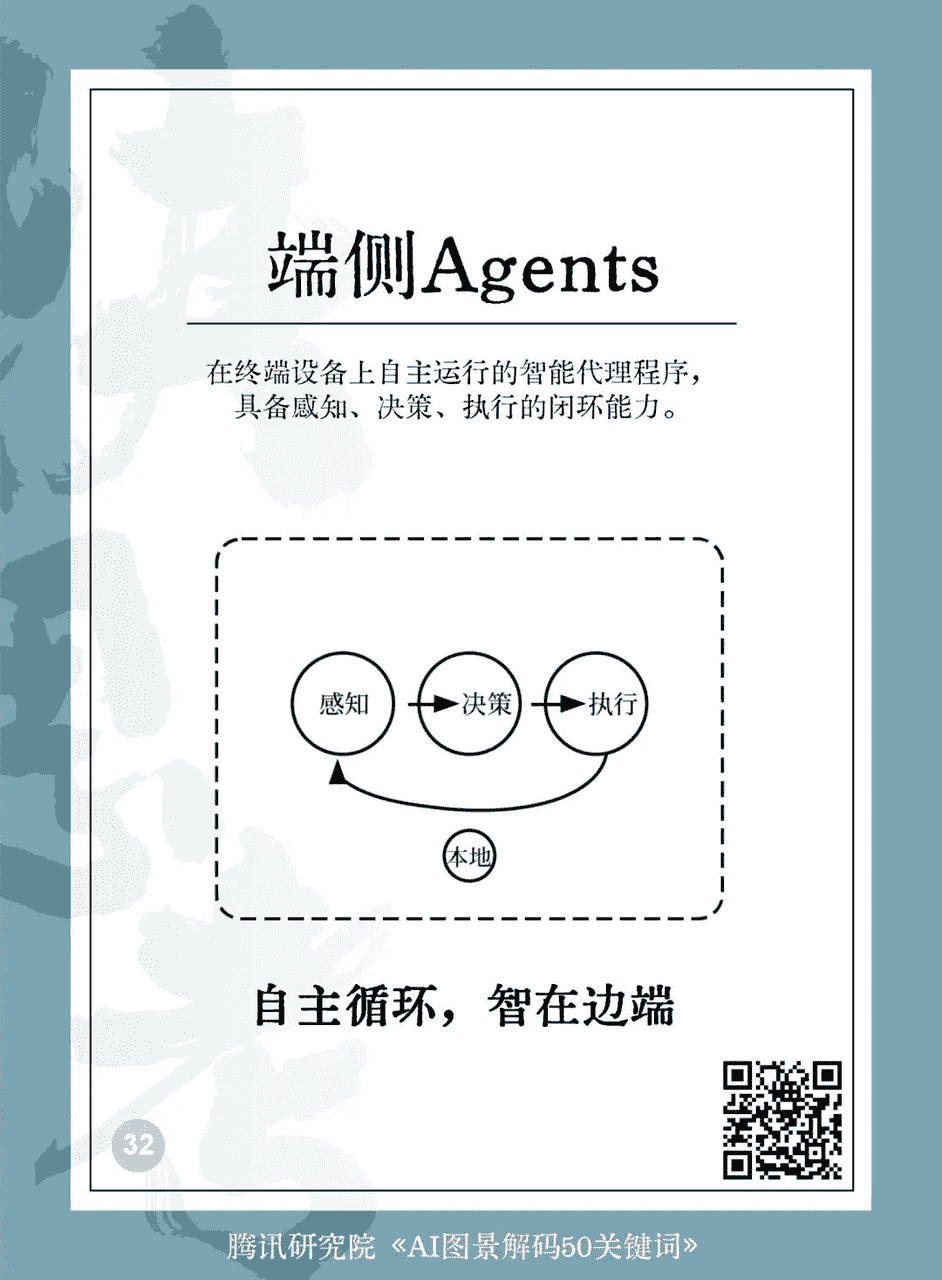 端侧Agents
在终端设备上自主运行的智能代理程序，
具备感知、决策、执行的闭环能力。
感知
决策
执行
本地
自主循环，智在边端
32
腾讯研究院《AI图景解码50关键词》